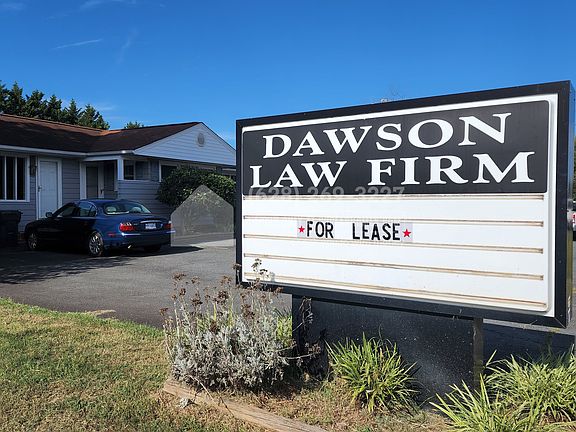 DAWSON
LAW FIRM
★FOR LEASE★